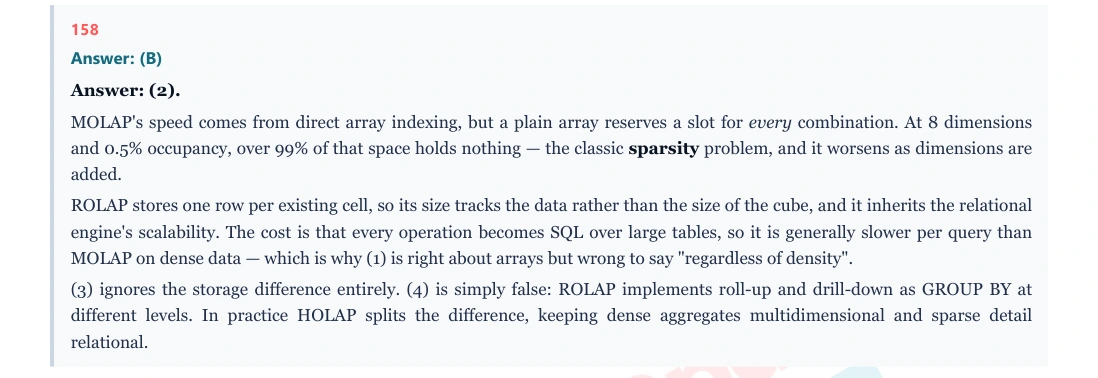 158
Answer: (B)
Answer: (2).
MOLAP's speed comes from direct array indexing, but a plain array reserves a slot for every combination. At 8 dimensions
and 0.5% occupancy, over 99% of that space holds nothing — the classic sparsity problem, and it worsens as dimensions are
added.
ROLAP stores one row per existing cell, so its size tracks the data rather than the size of the cube, and it inherits the relational
engine's scalability. The cost is that every operation becomes SQL over large tables, so it is generally slower per query than
MOLAP on dense data — which is why (1) is right about arrays but wrong to say "regardless of density".
(3) ignores the storage difference entirely. (4) is simply false: ROLAP implements roll-up and drill-down as GROUP BY at
different levels. In practice HOLAP splits the difference, keeping dense aggregates multidimensional and sparse detail
relational.